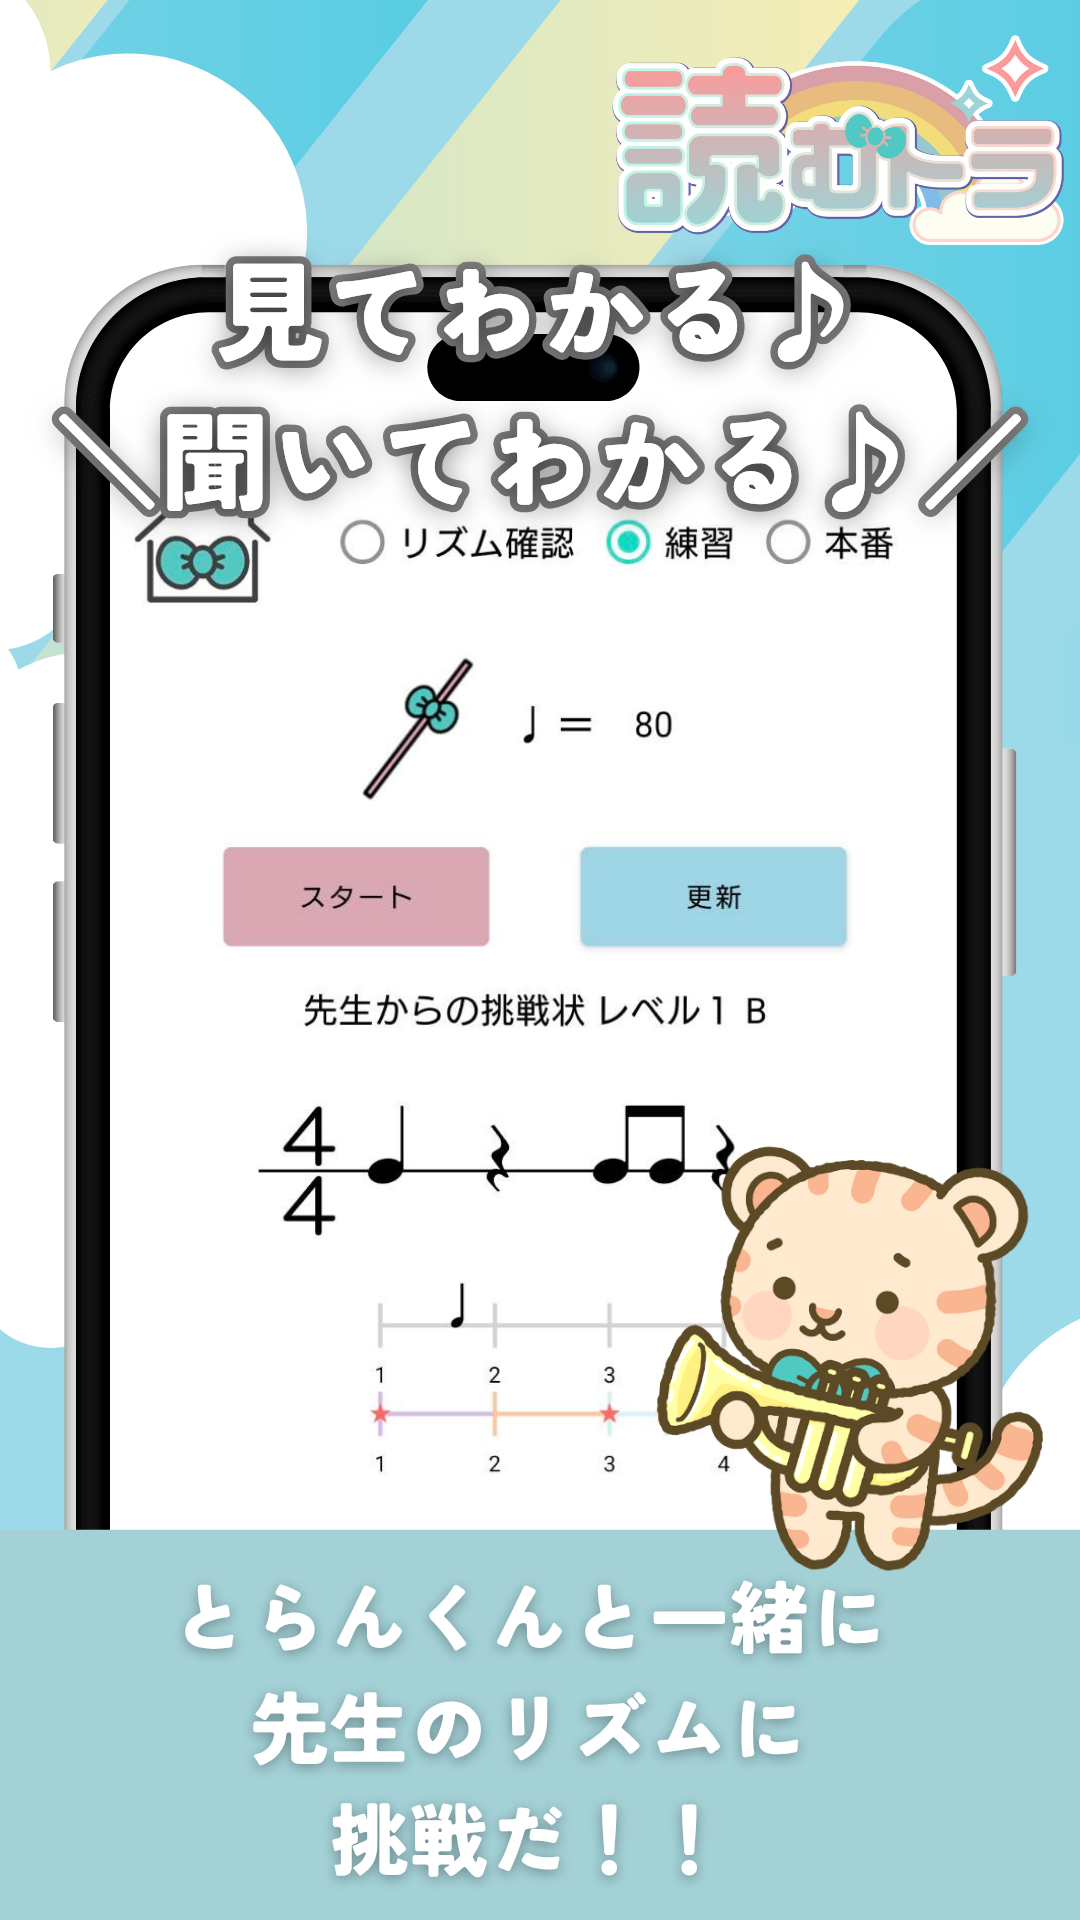 読むトラ
見てわかる♪
＼聞いてわかる♪／
リズム確認 練習 本番
♩= 80
スタート 更新
先生からの挑戦状 レベル１ B
4
4
1 2 3
1 2 3 4
とらんくんと一緒に
先生のリズムに
挑戦だ！！